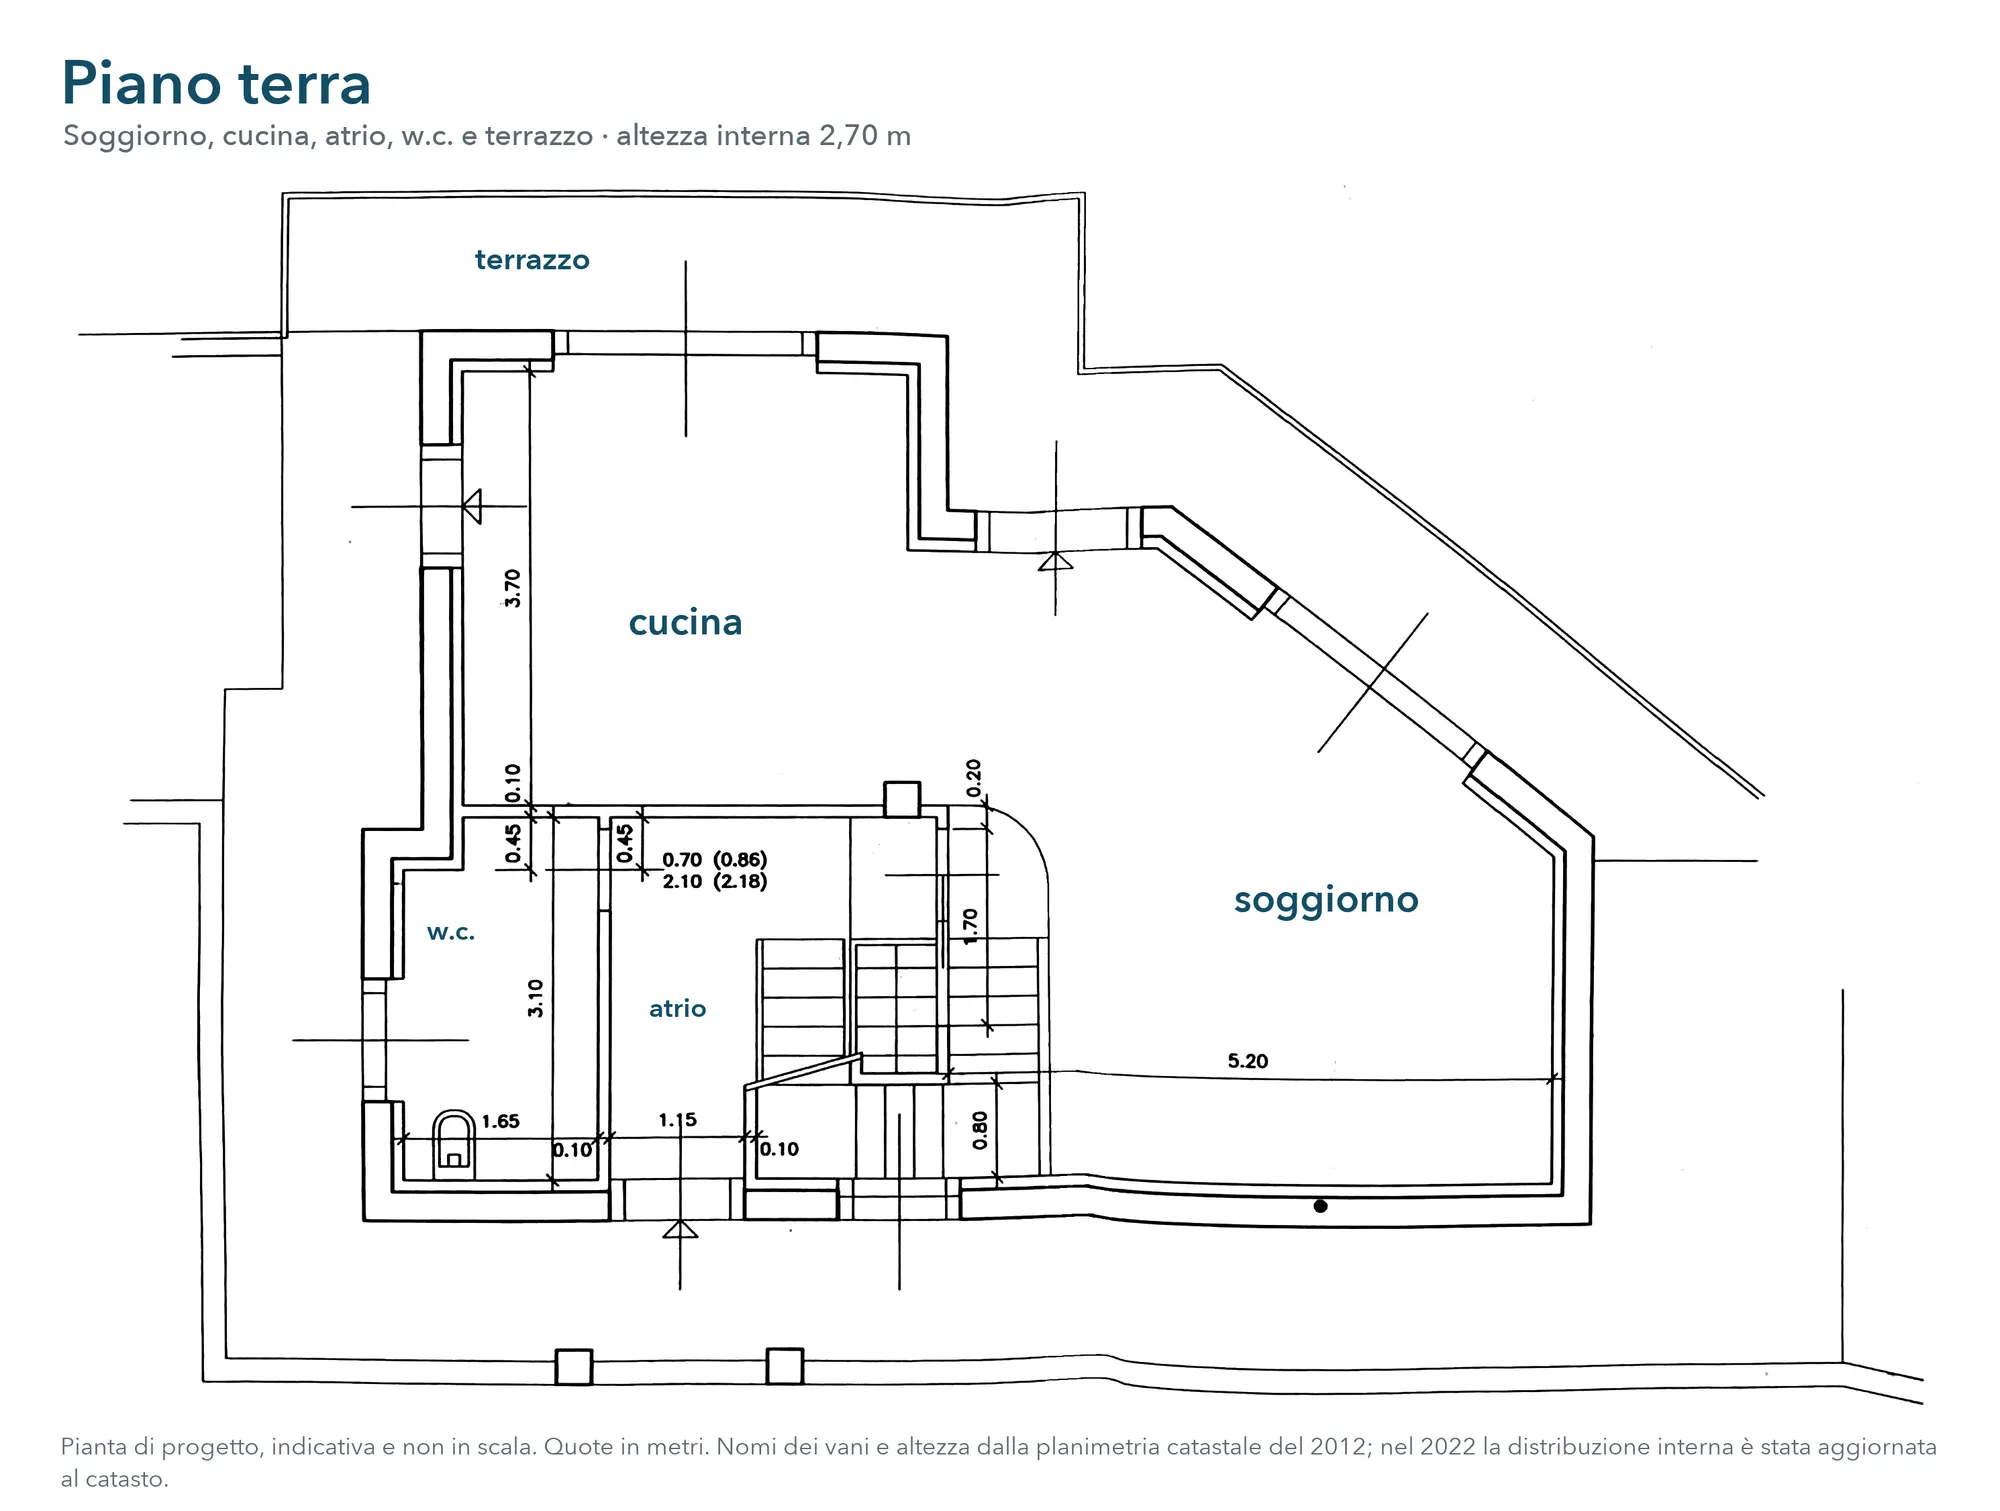 Piano terra
Soggiorno, cucina, atrio, w.c. e terrazzo · altezza interna 2,70 m
terrazzo
3.70
cucina
0.10
0.20
0.45
0.45
0.70 (0.86)
2.10 (2.18)
soggiorno
w.c.
1.70
3.10
atrio
5.20
1.65
1.15
0.80
0.10
0.10
Pianta di progetto, indicativa e non in scala. Quote in metri. Nomi dei vani e altezza dalla planimetria catastale del 2012; nel 2022 la distribuzione interna è stata aggiornata
al catasto.